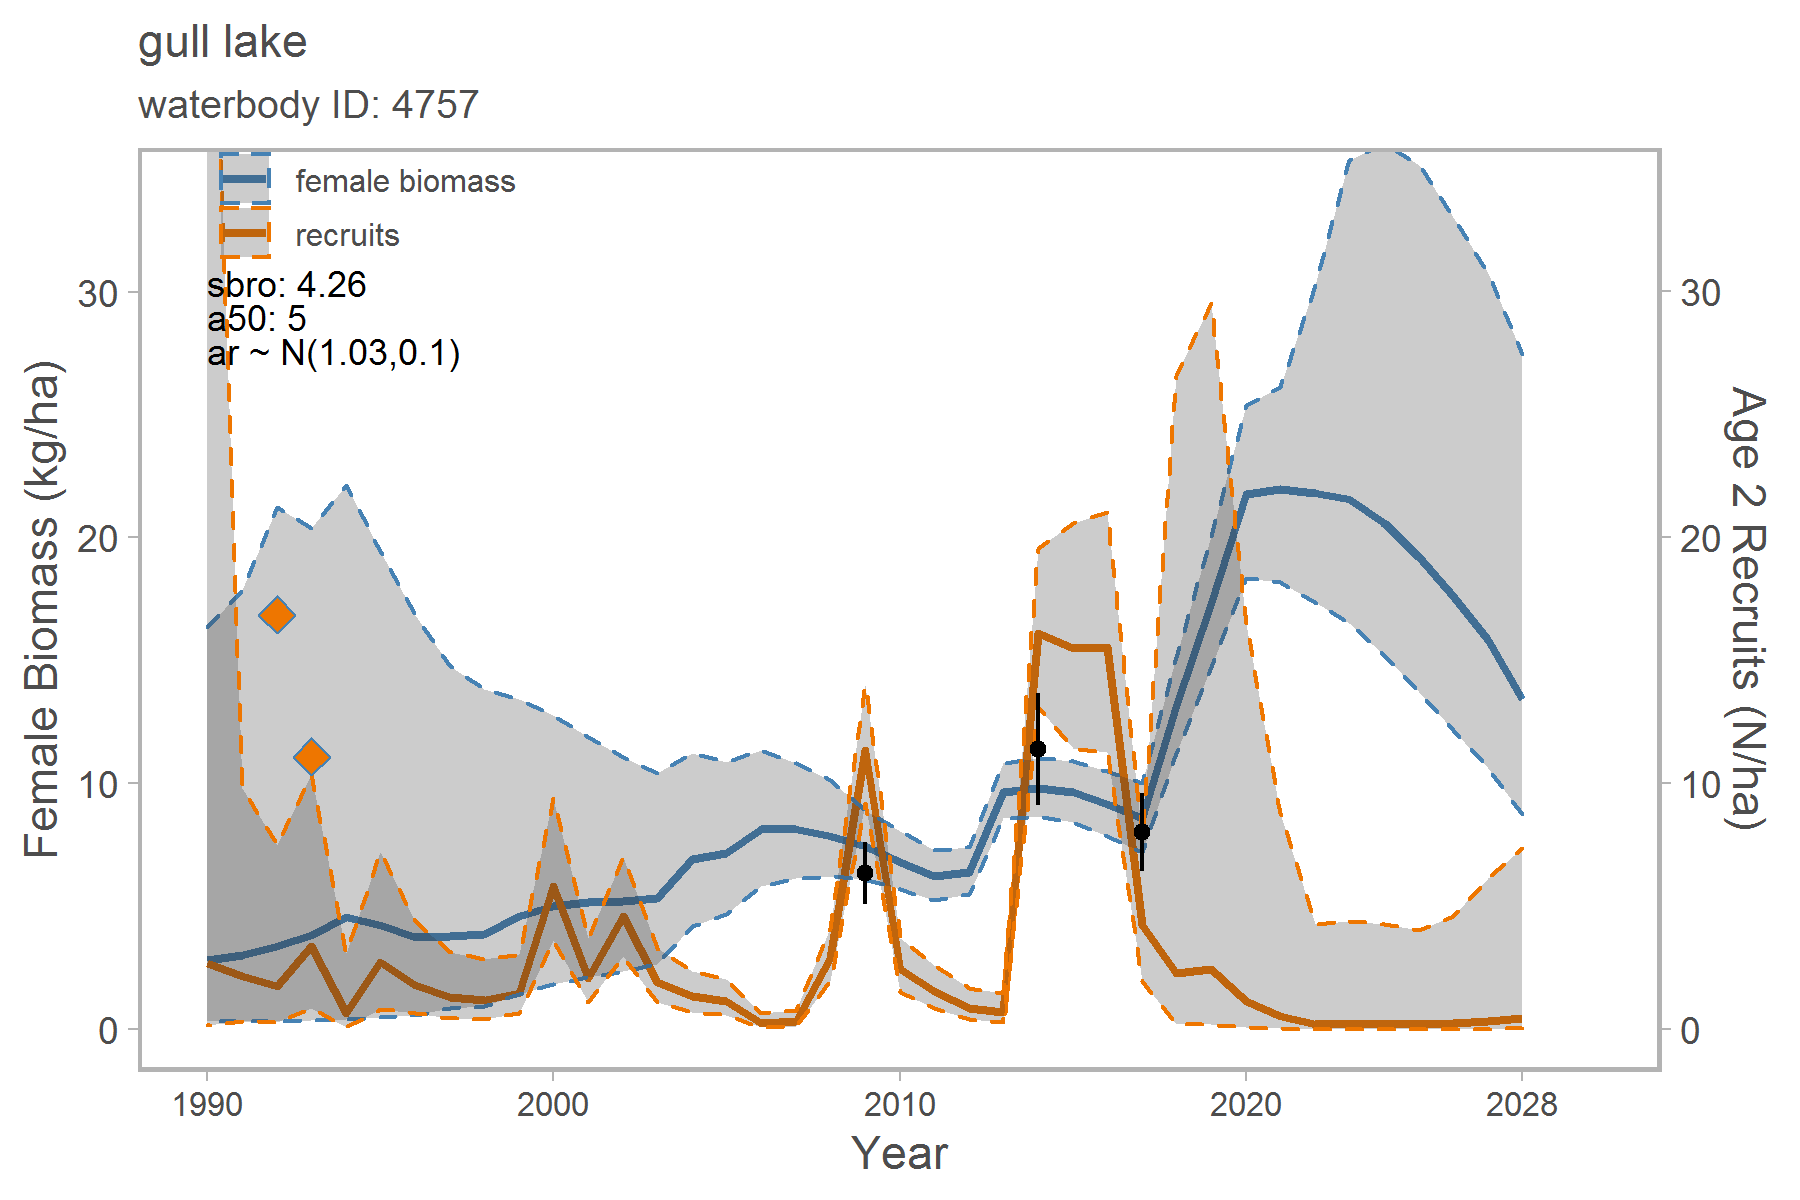 gull lake
waterbody ID: 4757
female biomass
recruits
sbro: 4.26
a50: 5
ar ~ N(1.03,0.1)
Female Biomass (kg/ha)
30
20
10
0
30
20
10
0
Age 2 Recruits (N/ha)
1990
2000
2010
2020
2028
Year